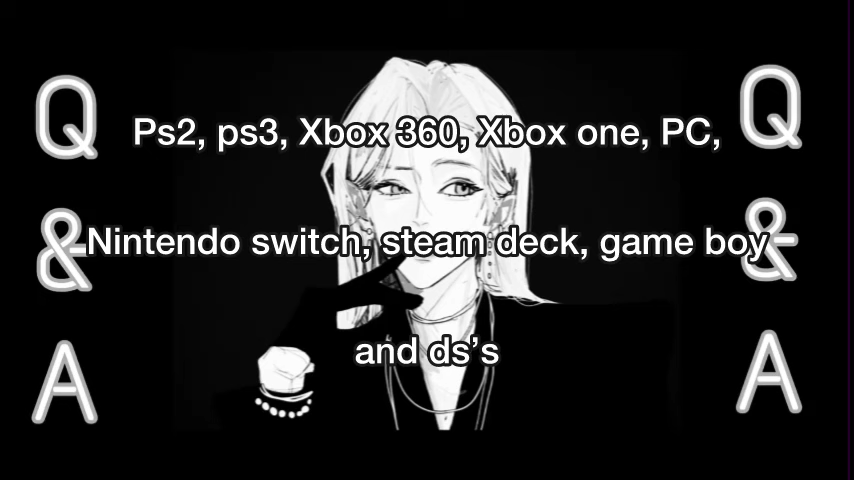 Q
&
A
Ps2, ps3, Xbox 360, Xbox one, PC,
Nintendo switch, steam deck, game boy
and ds’s
Q
&
A